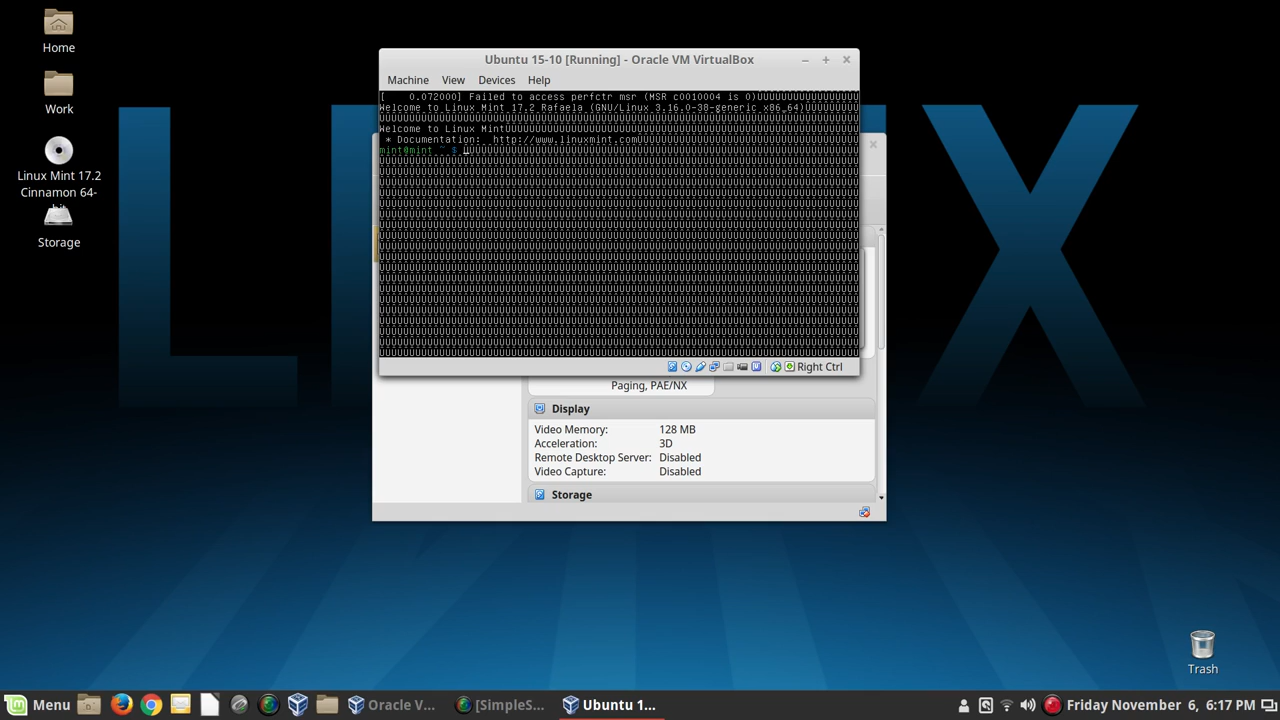 Home
Work
Linux Mint 17.2
Cinnamon 64-
bit
Storage
Ubuntu 15-10 [Running] - Oracle VM VirtualBox
Machine View Devices Help
[    0.072000] Failed to access perfctr msr (MSR c0010004 is 0)
Welcome to Linux Mint 17.2 Rafaela (GNU/Linux 3.16.0-38-generic x86_64)
Welcome to Linux Mint
 * Documentation:  http://www.linuxmint.com
mint@mint ~ $
Right Ctrl
Paging, PAE/NX
Display
Video Memory: 128 MB
Acceleration: 3D
Remote Desktop Server: Disabled
Video Capture: Disabled
Storage
LINUX
Trash
Menu
Oracle V...
[SimpleS...
Ubuntu 1...
Friday November 6, 6:17 PM